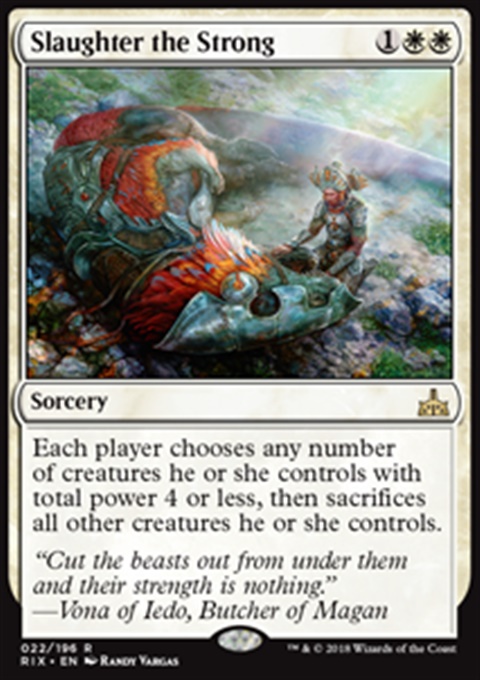 Slaughter the Strong 1
Sorcery
Each player chooses any number
of creatures he or she controls with
total power 4 or less, then sacrifices
all other creatures he or she controls.
“Cut the beasts out from under them
and their strength is nothing.”
—Vona of Iedo, Butcher of Magan
022/196 R
RIX • EN Randy Vargas
™ & © 2018 Wizards of the Coast